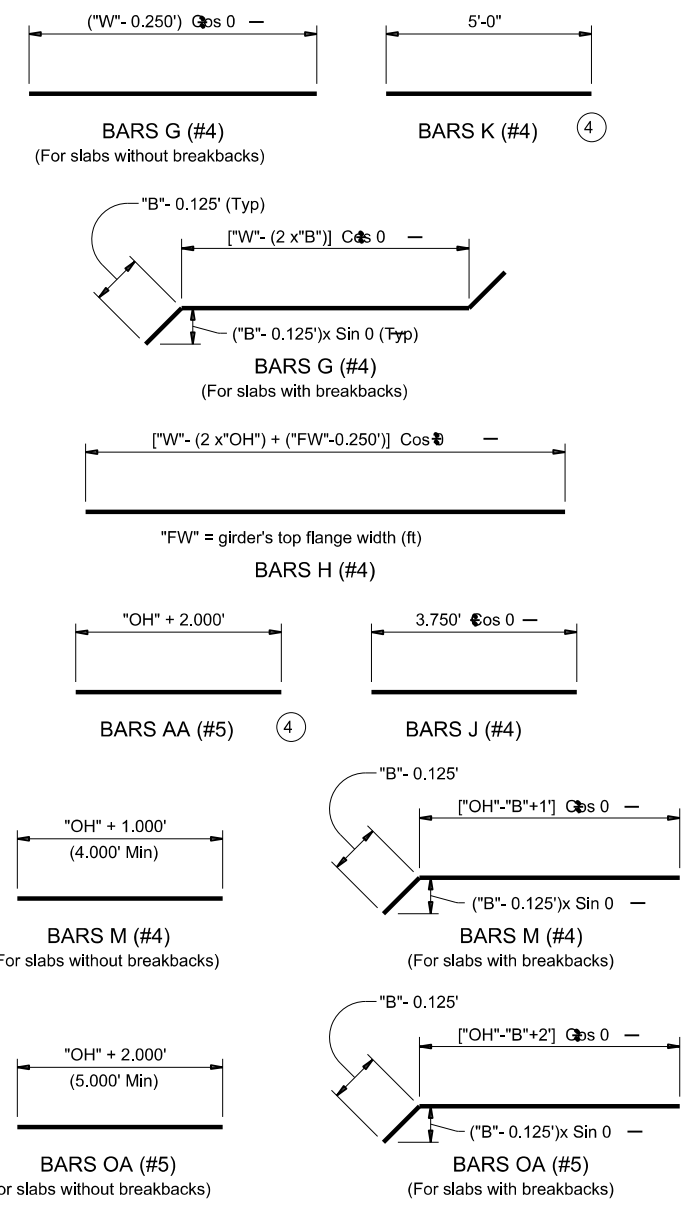 ("W"- 0.250') Cos 0 —
5'-0"
BARS G (#4)
(For slabs without breakbacks)
BARS K (#4)
4
"B"- 0.125' (Typ)
["W"- (2 x"B")] Cos 0 —
("B"- 0.125')x Sin 0 (Typ)
BARS G (#4)
(For slabs with breakbacks)
["W"- (2 x"OH") + ("FW"-0.250')] Cos 0 —
"FW" = girder's top flange width (ft)
BARS H (#4)
"OH" + 2.000'
3.750' Cos 0 —
BARS AA (#5)
4
BARS J (#4)
"OH" + 1.000'
(4.000' Min)
BARS M (#4)
For slabs without breakbacks)
"B"- 0.125'
["OH"-"B"+1'] Cos 0 —
("B"- 0.125')x Sin 0 —
BARS M (#4)
(For slabs with breakbacks)
"OH" + 2.000'
(5.000' Min)
BARS OA (#5)
or slabs without breakbacks)
"B"- 0.125'
["OH"-"B"+2'] Cos 0 —
("B"- 0.125')x Sin 0 —
BARS OA (#5)
(For slabs with breakbacks)